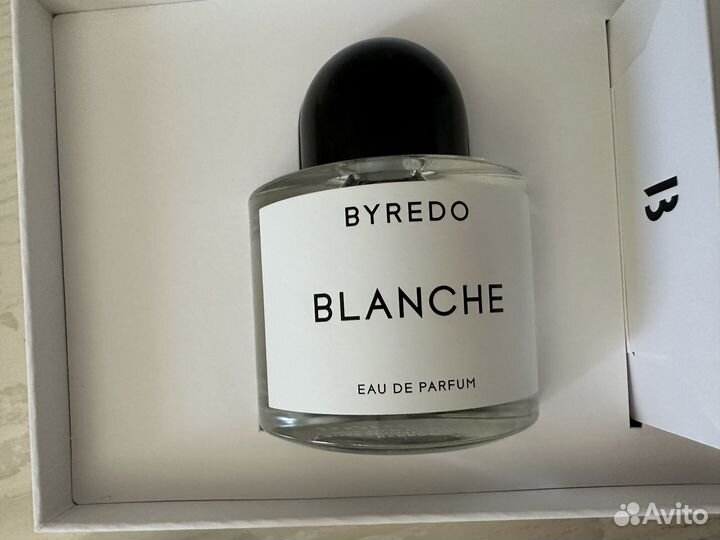 BYREDO
BLANCHE
EAU DE PARFUM
B
Avito